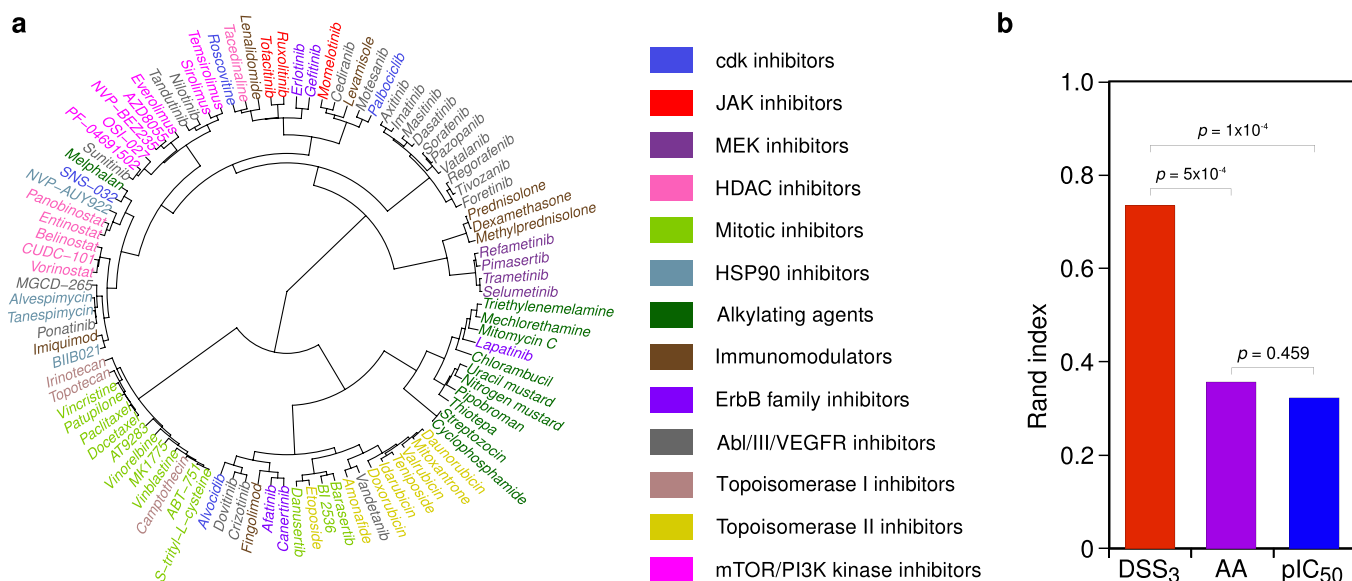 a
Lenalidomide
Tacedinaline
Roscovitine
Temsirolimus
Sirolimus
Nilotinib
Tandutinib
Everolimus
AZD8055
NVP−BEZ235
OSI−027
PF−04691502
Sunitinib
Melphalan
SNS−032
NVP−AUY922
Panobinostat
Entinostat
Belinostat
CUDC−101
Vorinostat
MGCD−265
Alvespimycin
Tanespimycin
Ponatinib
Imiquimod
BIIB021
Irinotecan
Topotecan
Vincristine
Patupilone
Paclitaxel
Docetaxel
AT9283
Vinorelbine
MK1775
Vinblastine
Camptothecin
ABT−751
S−trityl−L−cysteine
Alvocidib
Dovitinib
Crizotinib
Fingolimod
Afatinib
Canertinib
Danusertib
Etoposide
BI 2536
Barasertib
Amonafide
Vandetanib
Doxorubicin
Idarubicin
Teniposide
Valrubicin
Mitoxantrone
Daunorubicin
Cyclophosphamide
Streptozocin
Thiotepa
Pipobroman
Nitrogen mustard
Uracil mustard
Chlorambucil
Lapatinib
Mitomycin C
Mechlorethamine
Triethylenemelamine
Selumetinib
Trametinib
Pimasertib
Refametinib
Methylprednisolone
Dexamethasone
Prednisolone
Foretinib
Tivozanib
Regorafenib
Vatalanib
Pazopanib
Sorafenib
Dasatinib
Masitinib
Imatinib
Axitinib
Palbociclib
Motesanib
Levamisole
Cediranib
Momelotinib
Gefitinib
Erlotinib
Ruxolitinib
Tofacitinib
cdk inhibitors
JAK inhibitors
MEK inhibitors
HDAC inhibitors
Mitotic inhibitors
HSP90 inhibitors
Alkylating agents
Immunomodulators
ErbB family inhibitors
Abl/III/VEGFR inhibitors
Topoisomerase I inhibitors
Topoisomerase II inhibitors
mTOR/PI3K kinase inhibitors
b
Rand index
1.0
0.8
0.6
0.4
0.2
0
p = 1x10-4
p = 5x10-4
p = 0.459
DSS3
AA
pIC50